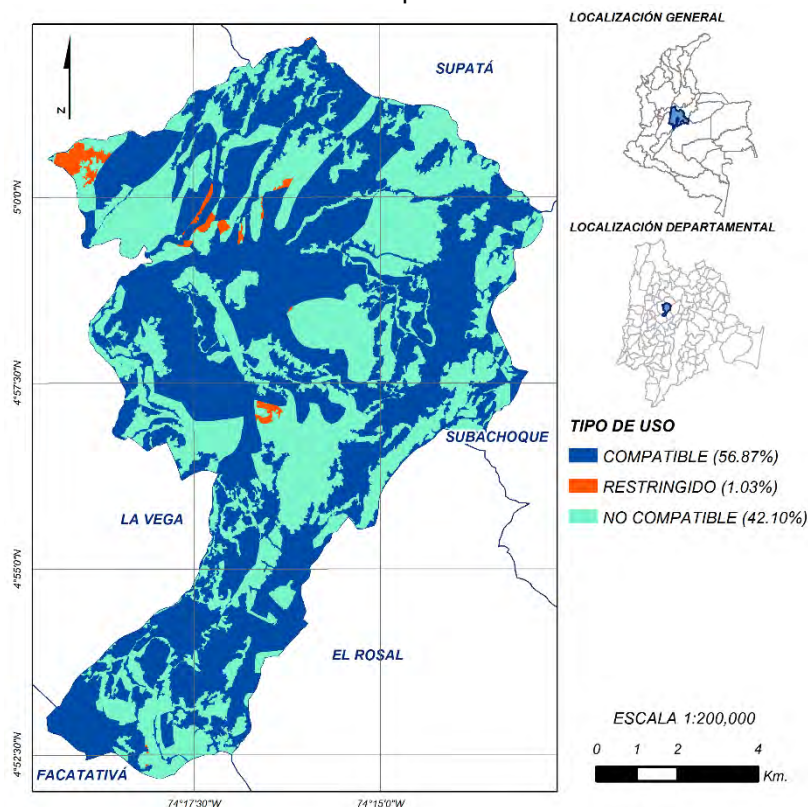 LOCALIZACIÓN GENERAL
SUPATÁ
N
5°0'0"N
LOCALIZACIÓN DEPARTAMENTAL
4°57'30"N
TIPO DE USO
SUBACHOQUE
COMPATIBLE (56.87%)
RESTRINGIDO (1.03%)
LA VEGA
NO COMPATIBLE (42.10%)
4°55'0"N
EL ROSAL
ESCALA 1:200,000
0 1 2 4
Km.
4°52'30"N
FACATATIVÁ
74°17'30"W 74°15'0"W